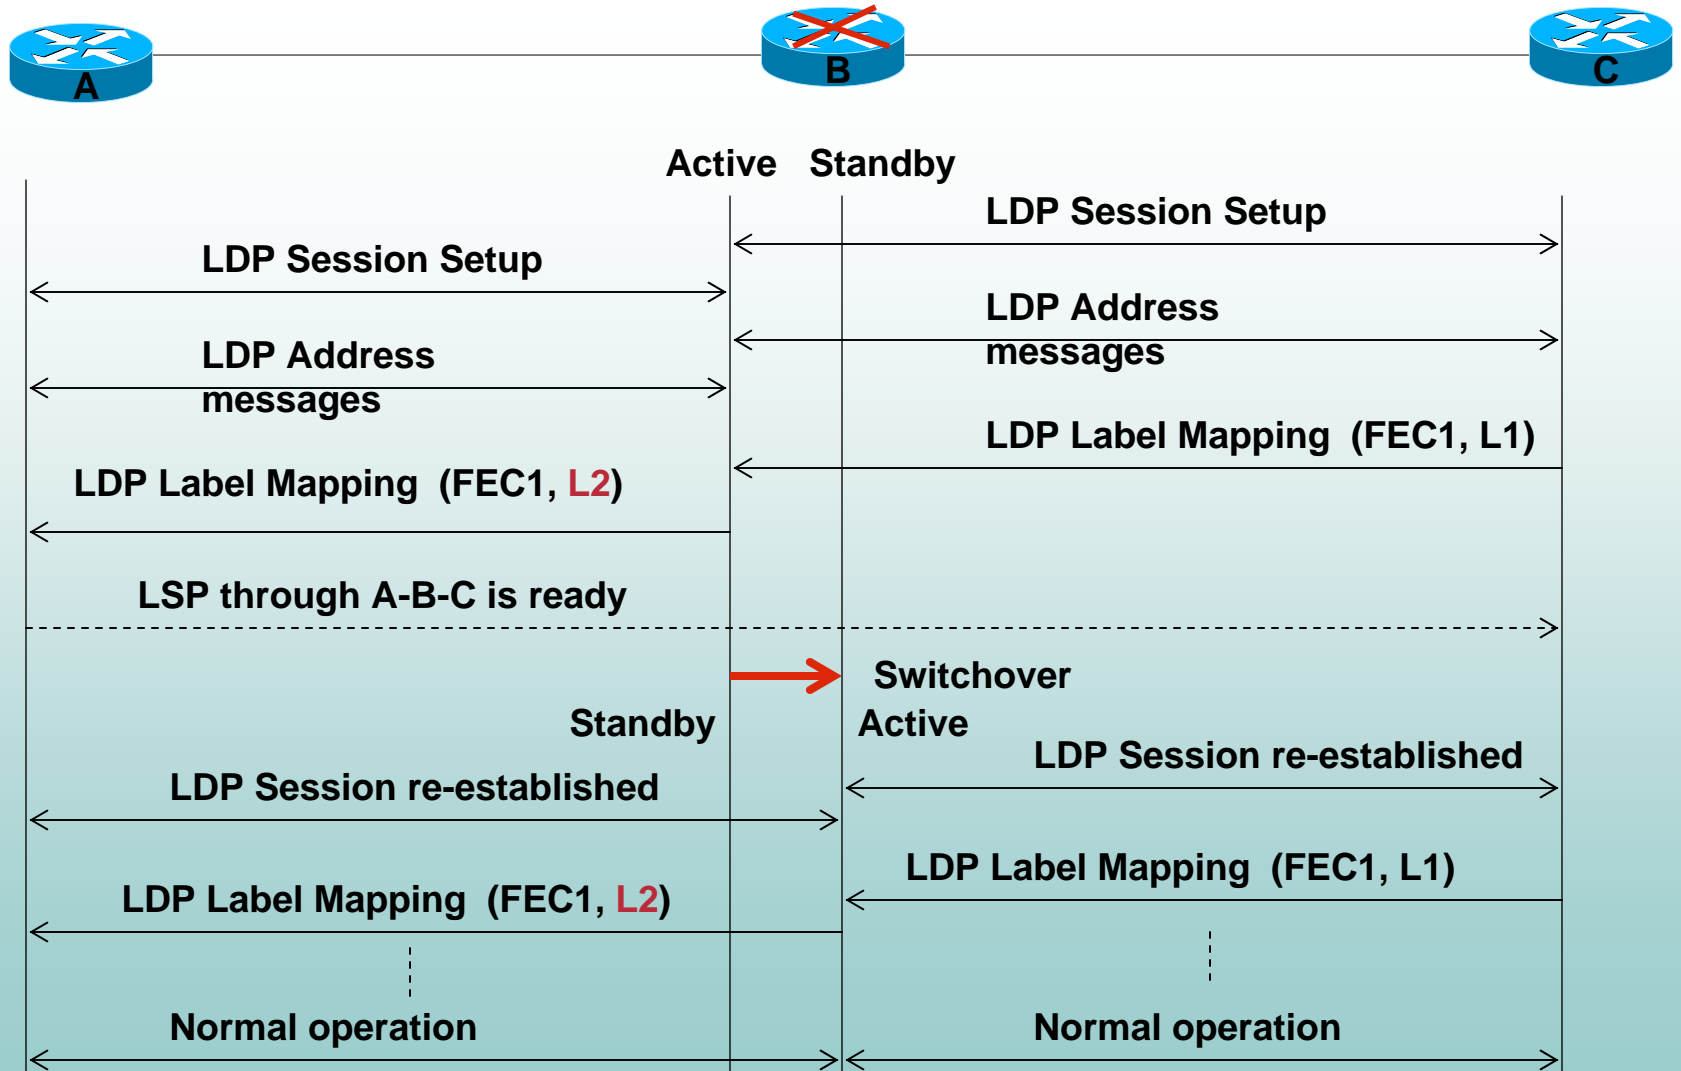 A
B
C
Active Standby
LDP Session Setup
LDP Session Setup
LDP Address
messages
LDP Address
messages
LDP Label Mapping (FEC1, L1)
LDP Label Mapping (FEC1, L2)
LSP through A-B-C is ready
Switchover
Standby
Active
LDP Session re-established
LDP Session re-established
LDP Label Mapping (FEC1, L1)
LDP Label Mapping (FEC1, L2)
Normal operation
Normal operation